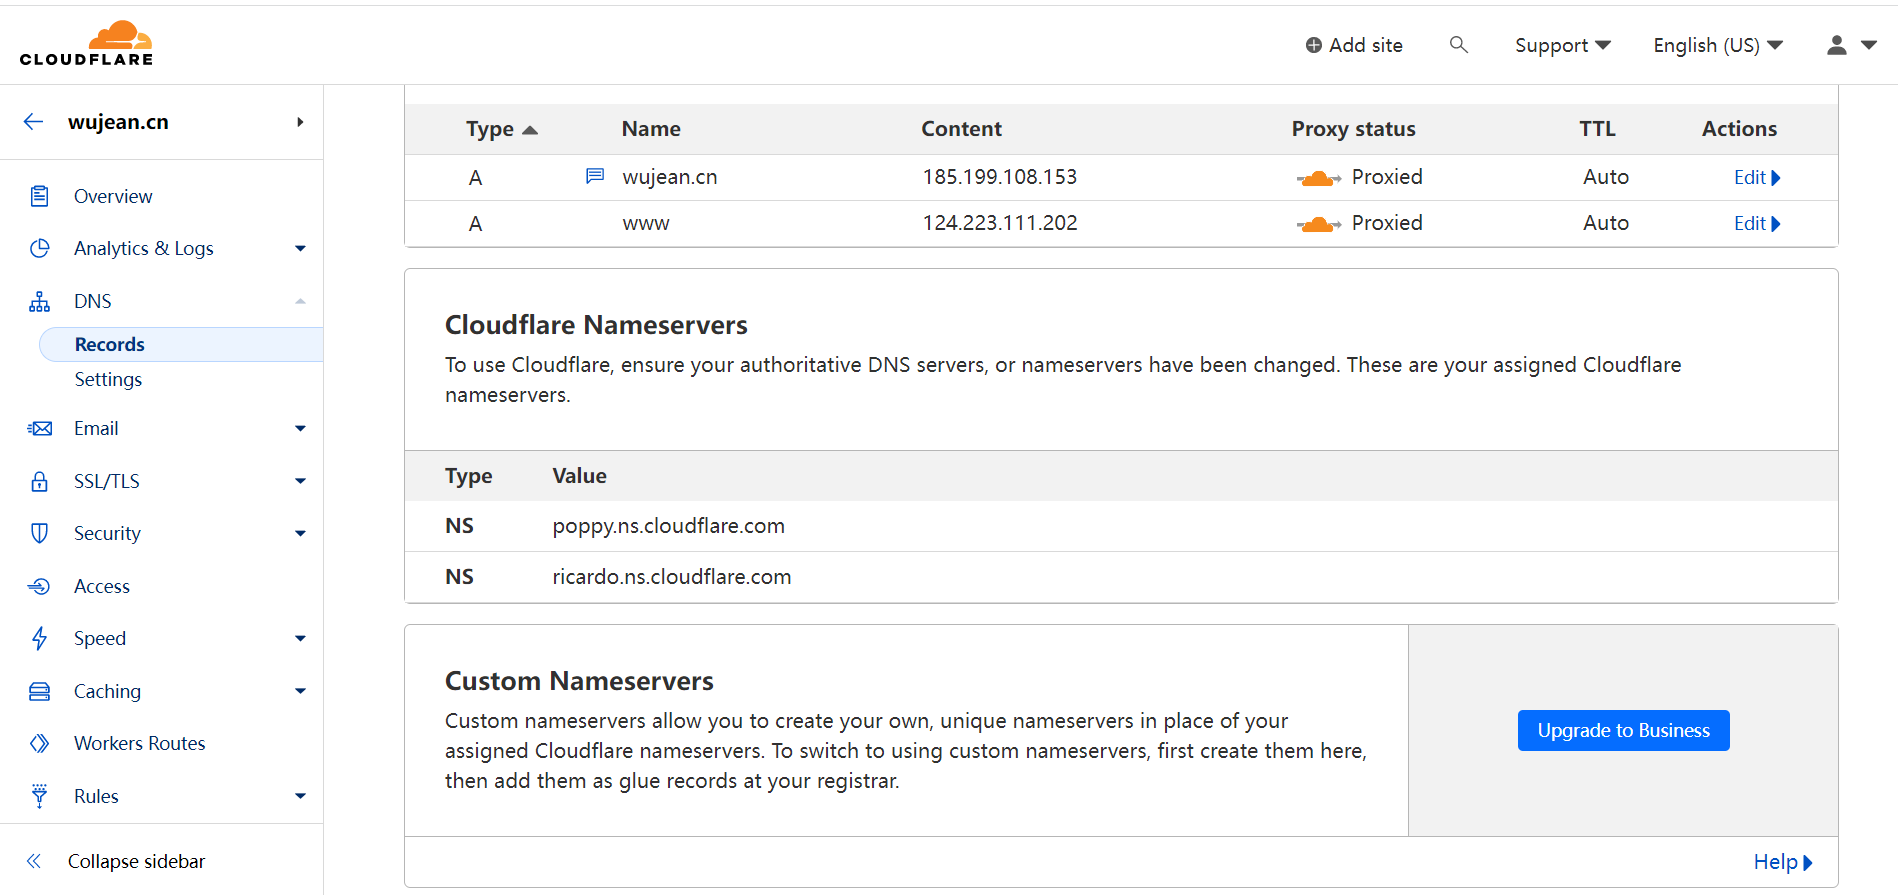 CLOUDFLARE
Add site
Support
English (US)
wujean.cn
Overview
Analytics & Logs
DNS
Records
Settings
Email
SSL/TLS
Security
Access
Speed
Caching
Workers Routes
Rules
Collapse sidebar
Type Name Content Proxy status TTL Actions
A wujean.cn 185.199.108.153 Proxied Auto Edit
A www 124.223.111.202 Proxied Auto Edit
Cloudflare Nameservers
To use Cloudflare, ensure your authoritative DNS servers, or nameservers have been changed. These are your assigned Cloudflare
nameservers.
Type Value
NS poppy.ns.cloudflare.com
NS ricardo.ns.cloudflare.com
Custom Nameservers
Custom nameservers allow you to create your own, unique nameservers in place of your
assigned Cloudflare nameservers. To switch to using custom nameservers, first create them here,
then add them as glue records at your registrar.
Upgrade to Business
Help